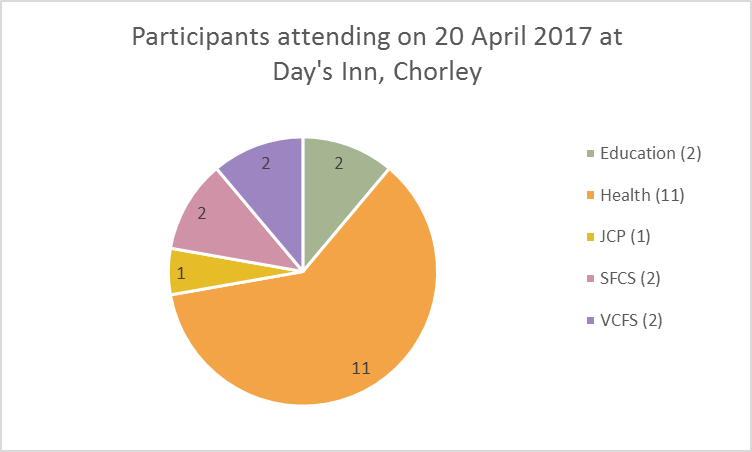 Participants attending on 20 April 2017 at
Day's Inn, Chorley
2
2
2
1
11
Education (2)
Health (11)
JCP (1)
SFCS (2)
VCFS (2)